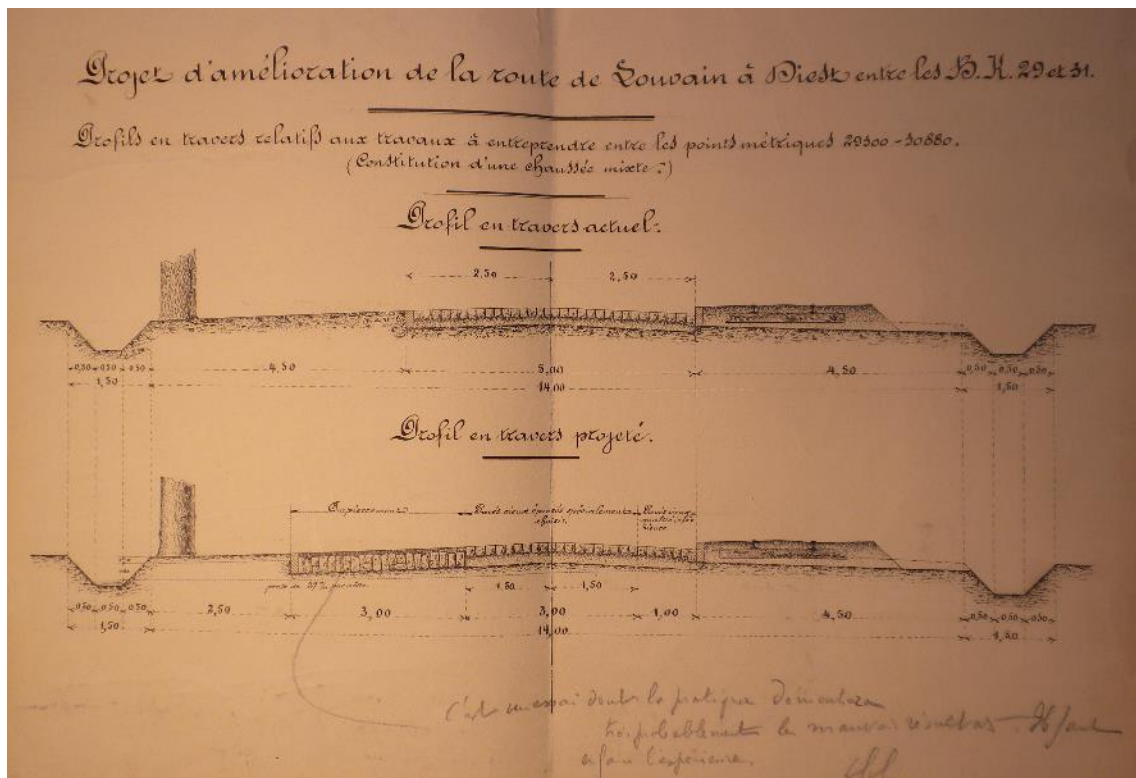 Projet d'amélioration de la route de Louvain à Diest entre les B.K. 29 et 31.
Profils en travers relatifs aux travaux à entreprendre entre les points métriques 29300-30880.
(Constitution d'une chaussée mixte.)
Profil en travers actuel.
2,50 2,50
0,50 0,50 0,50 4,50 5,00 4,50 0,50 0,50 0,50
1,50 14,00 1,50
Profil en travers projeté.
Empierrement Pavés vieux épincés spécialement
choisis.
1,50 1,50
0,50 0,50 0,50 2,50 3,00 3,00 1,00 4,50 0,50 0,50 0,50
1,50 14,00 1,50
C'est un essai dont la pratique démontrera
très probablement le mauvais résultat. Il faut
en faire l'expérience.